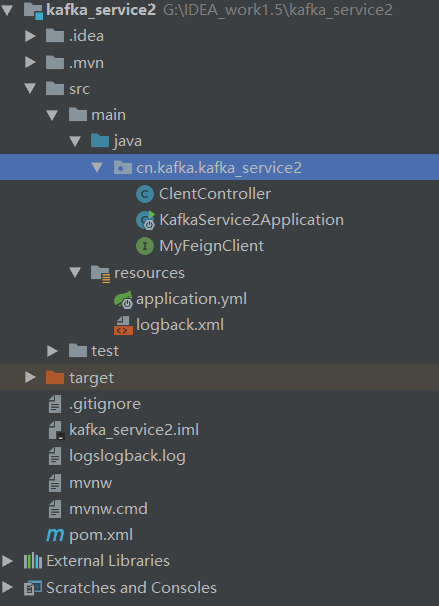 kafka_service2 G:\IDEA_work1.5\kafka_service2
.idea
.mvn
src
main
java
cn.kafka.kafka_service2
ClentController
KafkaService2Application
MyFeignClient
resources
application.yml
logback.xml
test
target
.gitignore
kafka_service2.iml
logslogback.log
mvnw
mvnw.cmd
pom.xml
External Libraries
Scratches and Consoles